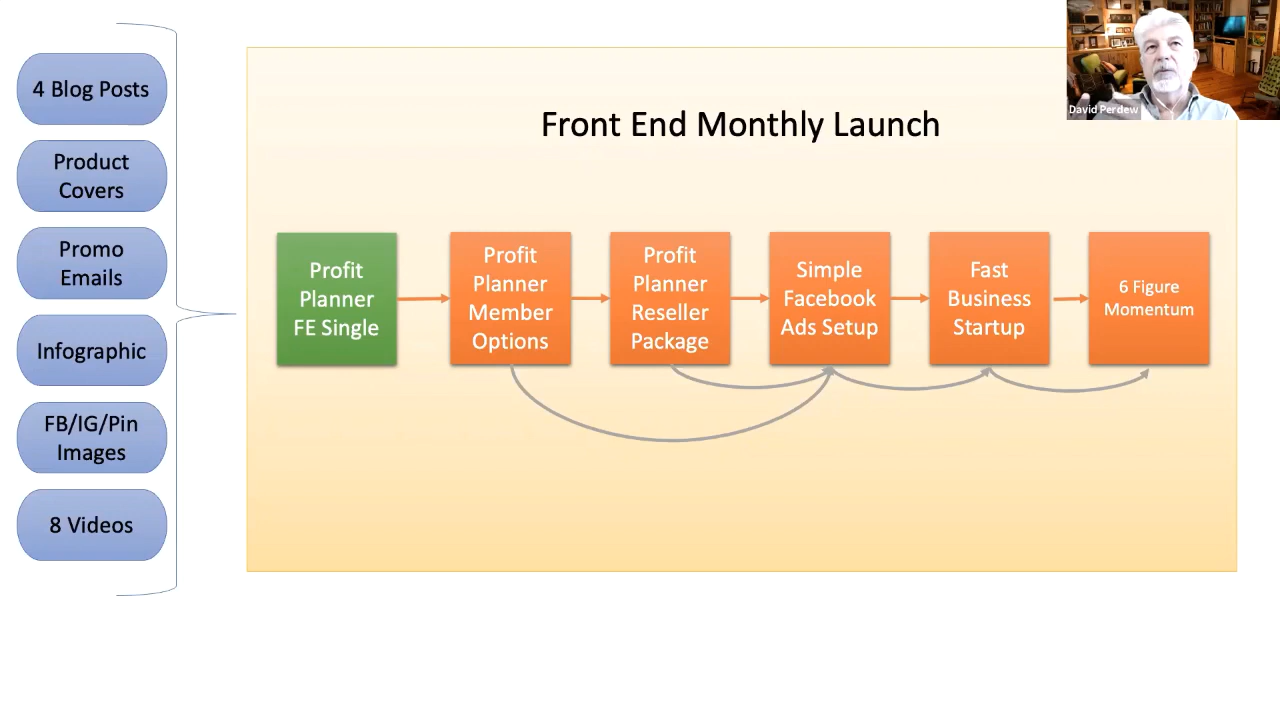 4 Blog Posts
Product
Covers
Promo
Emails
Infographic
FB/IG/Pin
Images
8 Videos
Front End Monthly Launch
Profit
Planner
FE Single
Profit
Planner
Member
Options
Profit
Planner
Reseller
Package
Simple
Facebook
Ads Setup
Fast
Business
Startup
6 Figure
Momentum
David Perdew